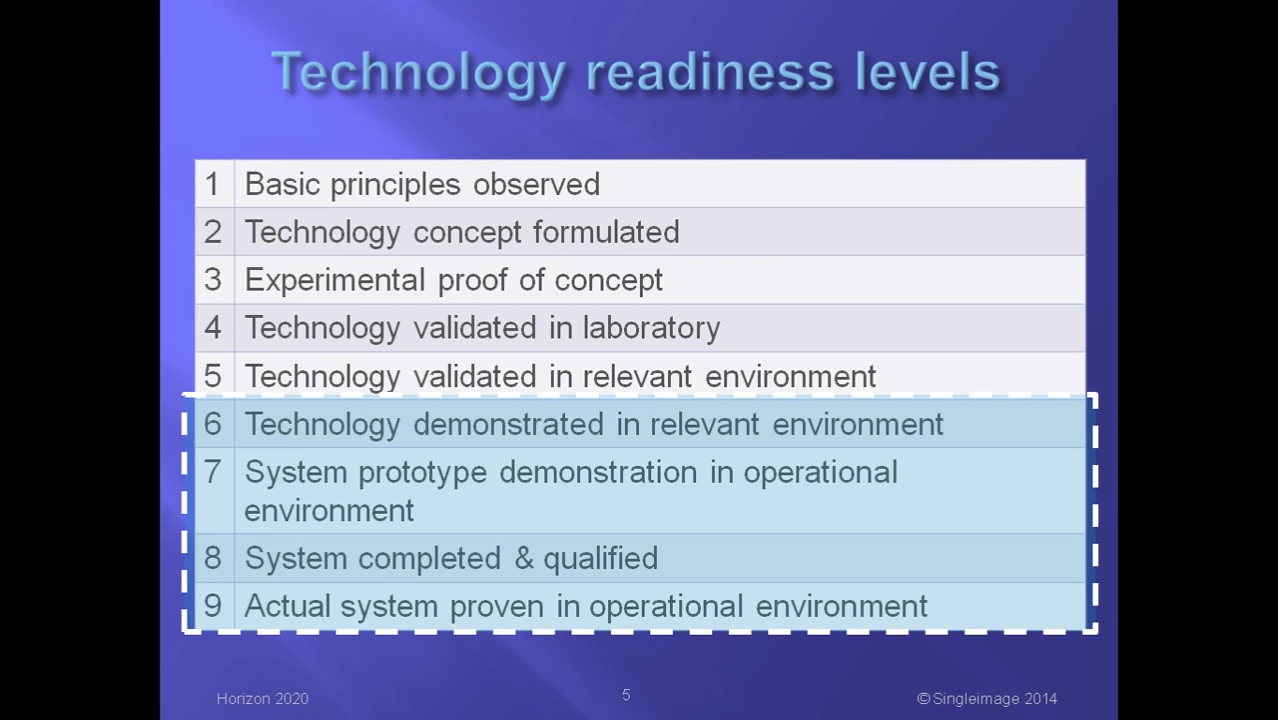 Technology readiness levels
1 Basic principles observed
2 Technology concept formulated
3 Experimental proof of concept
4 Technology validated in laboratory
5 Technology validated in relevant environment
6 Technology demonstrated in relevant environment
7 System prototype demonstration in operational
environment
8 System completed & qualified
9 Actual system proven in operational environment
Horizon 2020
5
©Singleimage 2014